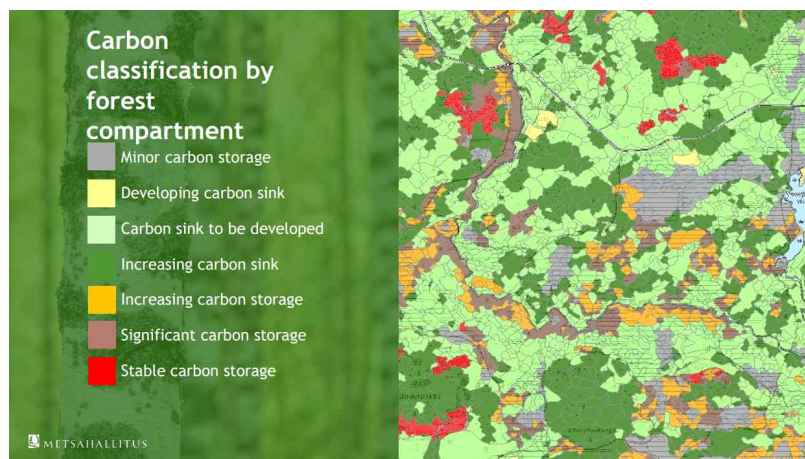 Carbon
classification by
forest
compartment
Minor carbon storage
Developing carbon sink
Carbon sink to be developed
Increasing carbon sink
Increasing carbon storage
Significant carbon storage
Stable carbon storage
METSÄHALLITUS